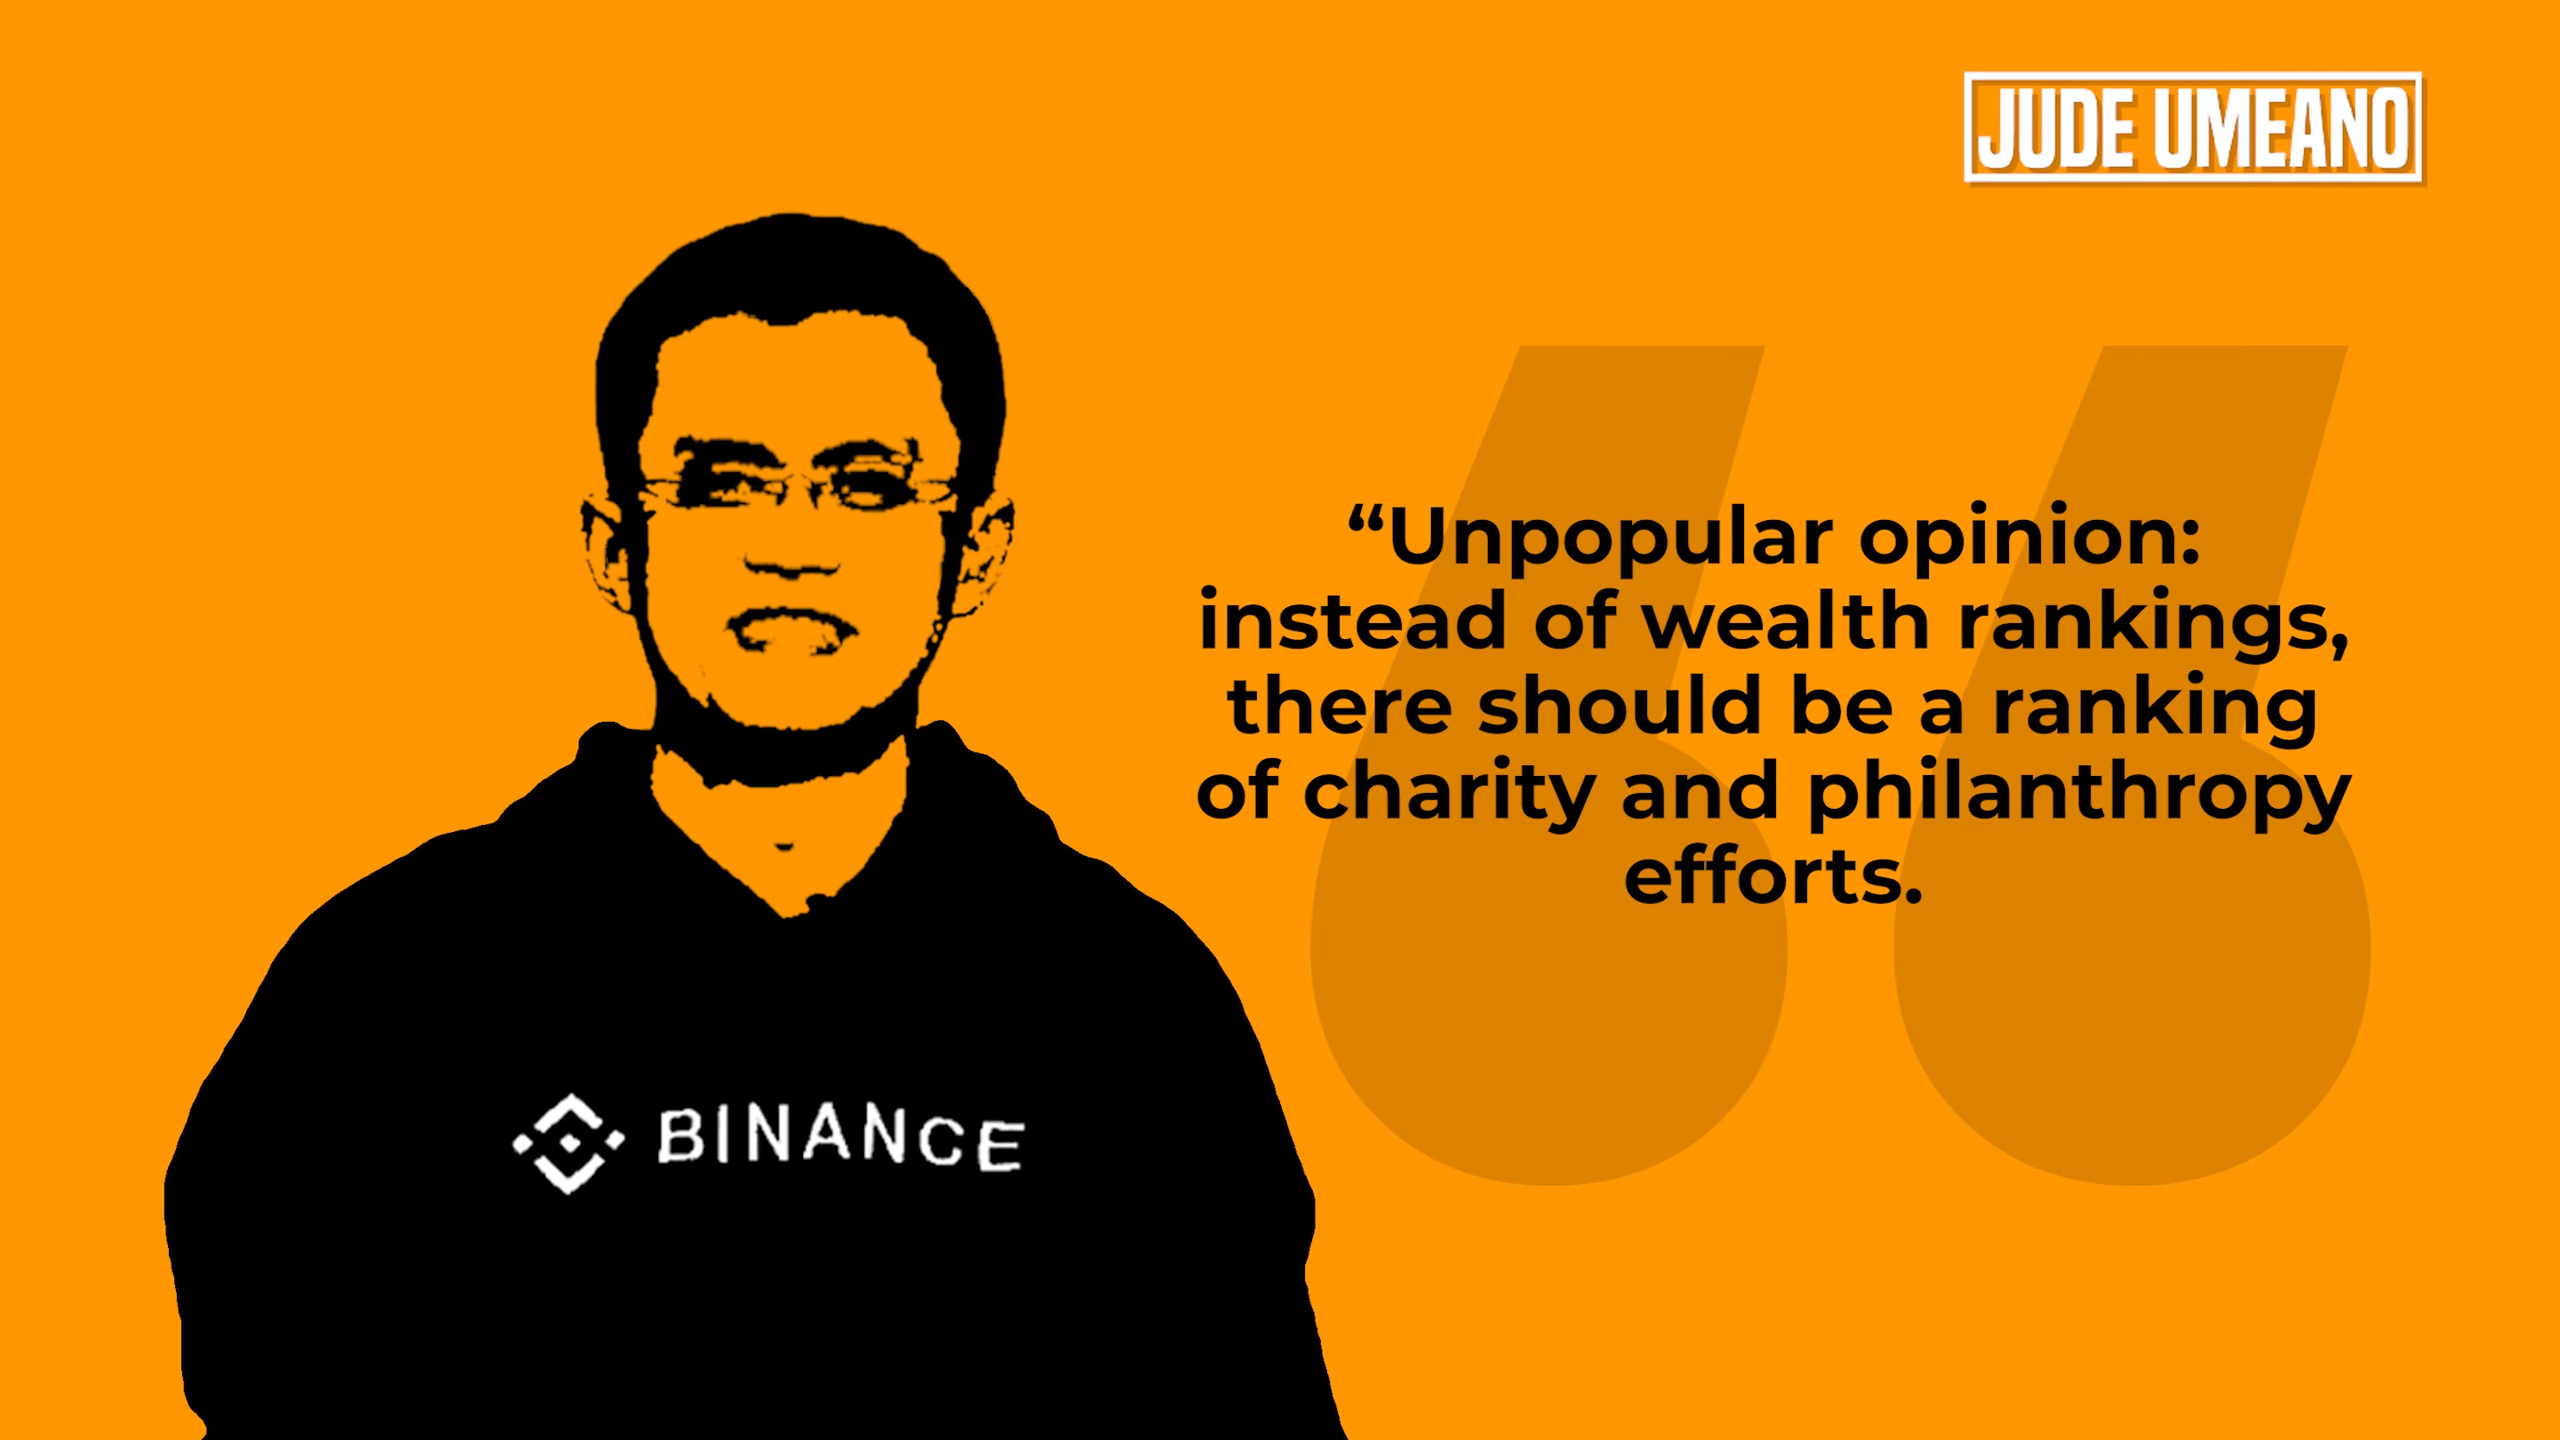 JUDE UMEANO
“Unpopular opinion:
instead of wealth rankings,
there should be a ranking
of charity and philanthropy
efforts.
BINANCE